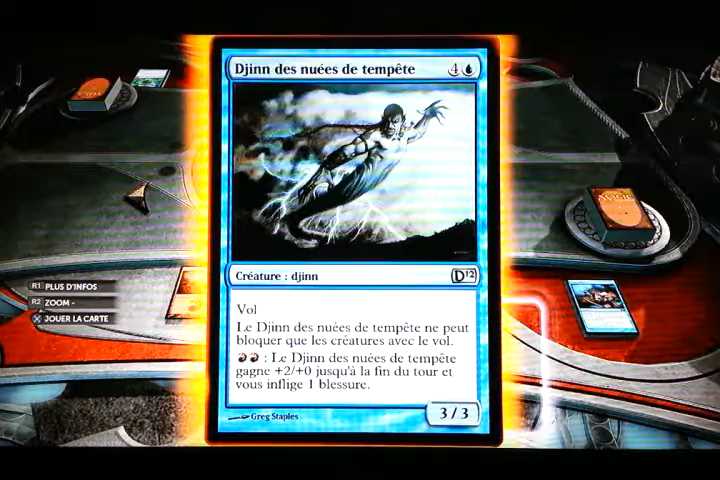 Djinn des nuées de tempête 4
Créature : djinn
D12
Vol
Le Djinn des nuées de tempête ne peut
bloquer que les créatures avec le vol.
: Le Djinn des nuées de tempête
gagne +2/+0 jusqu'à la fin du tour et
vous inflige 1 blessure.
3/3
Greg Staples
R1 PLUS D'INFOS
R2 ZOOM -
JOUER LA CARTE
MAGIC